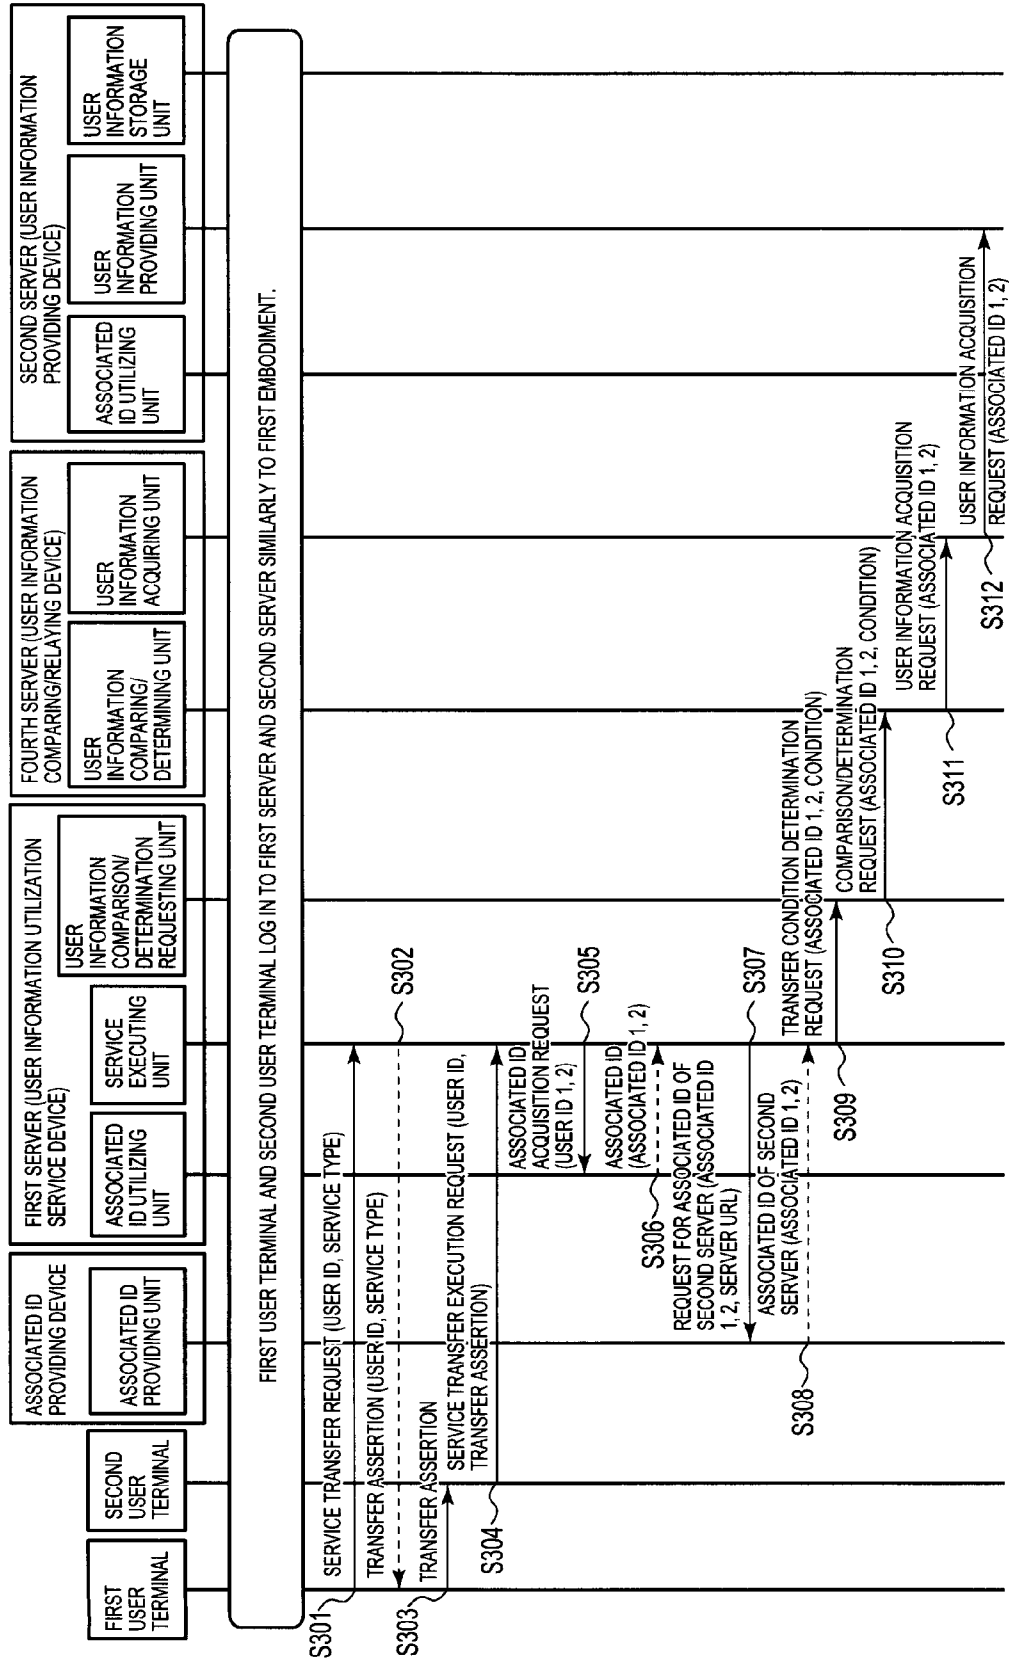 FIRST
USER
TERMINAL
SECOND
USER
TERMINAL
ASSOCIATED ID
PROVIDING DEVICE
ASSOCIATED ID
PROVIDING UNIT
FIRST SERVER (USER INFORMATION UTILIZATION
SERVICE DEVICE)
ASSOCIATED
ID UTILIZING
UNIT
SERVICE
EXECUTING
UNIT
USER
INFORMATION
COMPARISON/
DETERMINATION
REQUESTING UNIT
FOURTH SERVER (USER INFORMATION
COMPARING/RELAYING DEVICE)
USER
INFORMATION
COMPARING/
DETERMINING UNIT
USER
INFORMATION
ACQUIRING UNIT
SECOND SERVER (USER INFORMATION
PROVIDING DEVICE)
ASSOCIATED
ID UTILIZING
UNIT
USER
INFORMATION
PROVIDING UNIT
USER
INFORMATION
STORAGE
UNIT
FIRST USER TERMINAL AND SECOND USER TERMINAL LOG IN TO FIRST SERVER AND SECOND SERVER SIMILARLY TO FIRST EMBODIMENT.
S301
SERVICE TRANSFER REQUEST (USER ID, SERVICE TYPE)
TRANSFER ASSERTION (USER ID, SERVICE TYPE)
S302
S303
TRANSFER ASSERTION
S304
SERVICE TRANSFER EXECUTION REQUEST (USER ID,
TRANSFER ASSERTION)
ASSOCIATED ID
ACQUISITION REQUEST
(USER ID 1, 2)
S305
ASSOCIATED ID
(ASSOCIATED ID 1, 2)
S306
REQUEST FOR ASSOCIATED ID OF
SECOND SERVER (ASSOCIATED ID
1, 2, SERVER URL)
S307
ASSOCIATED ID OF SECOND
SERVER (ASSOCIATED ID 1, 2)
S308
TRANSFER CONDITION DETERMINATION
REQUEST (ASSOCIATED ID 1, 2, CONDITION)
S309
COMPARISON/DETERMINATION
REQUEST (ASSOCIATED ID 1, 2, CONDITION)
S310
USER INFORMATION ACQUISITION
REQUEST (ASSOCIATED ID 1, 2)
S311
USER INFORMATION ACQUISITION
REQUEST (ASSOCIATED ID 1, 2)
S312